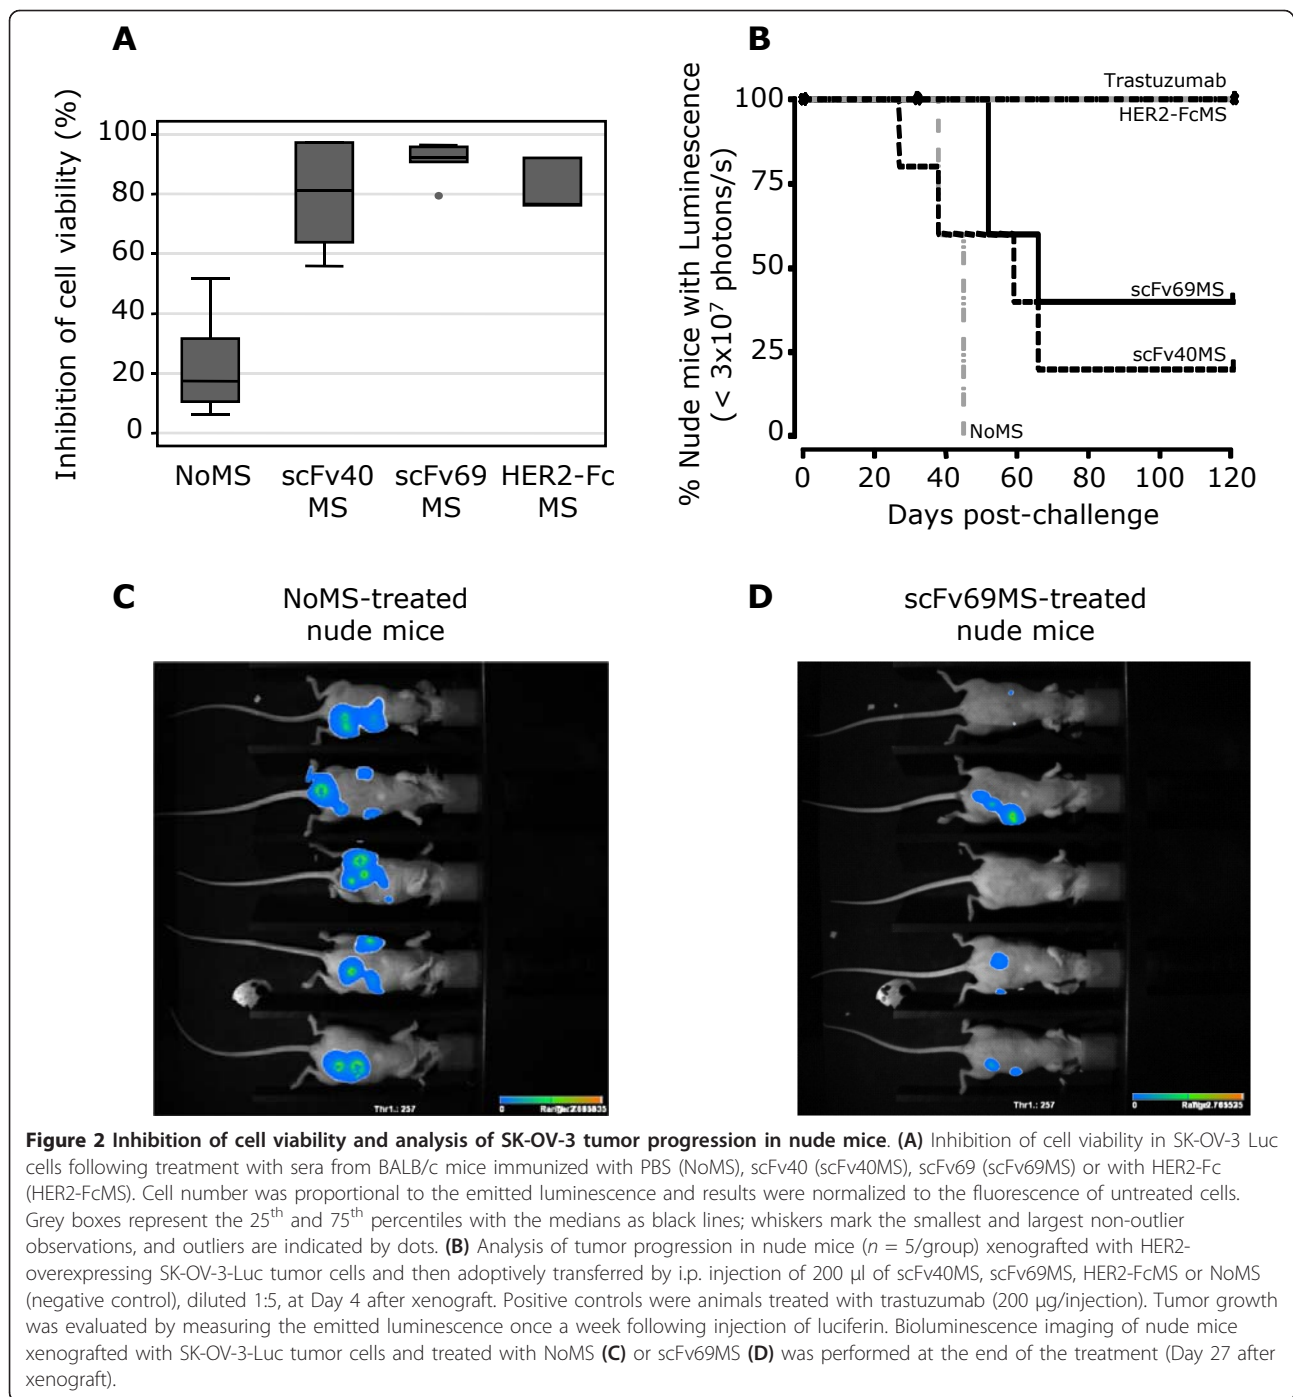 A
Inhibition of cell viability (%)
100
80
60
40
20
0
NoMS
scFv40
MS
scFv69
MS
HER2-Fc
MS
B
% Nude mice with Luminescence
(< 3x10⁷ photons/s)
100
75
50
25
0
Trastuzumab
HER2-FcMS
scFv69MS
scFv40MS
NoMS
0 20 40 60 80 100 120
Days post-challenge
C
NoMS-treated
nude mice
Thr1.: 257
0
D
scFv69MS-treated
nude mice
Thr1.: 257
0
Figure 2 Inhibition of cell viability and analysis of SK-OV-3 tumor progression in nude mice. (A) Inhibition of cell viability in SK-OV-3 Luc
cells following treatment with sera from BALB/c mice immunized with PBS (NoMS), scFv40 (scFv40MS), scFv69 (scFv69MS) or with HER2-Fc
(HER2-FcMS). Cell number was proportional to the emitted luminescence and results were normalized to the fluorescence of untreated cells.
Grey boxes represent the 25th and 75th percentiles with the medians as black lines; whiskers mark the smallest and largest non-outlier
observations, and outliers are indicated by dots. (B) Analysis of tumor progression in nude mice (n = 5/group) xenografted with HER2-
overexpressing SK-OV-3-Luc tumor cells and then adoptively transferred by i.p. injection of 200 μl of scFv40MS, scFv69MS, HER2-FcMS or NoMS
(negative control), diluted 1:5, at Day 4 after xenograft. Positive controls were animals treated with trastuzumab (200 μg/injection). Tumor growth
was evaluated by measuring the emitted luminescence once a week following injection of luciferin. Bioluminescence imaging of nude mice
xenografted with SK-OV-3-Luc tumor cells and treated with NoMS (C) or scFv69MS (D) was performed at the end of the treatment (Day 27 after
xenograft).